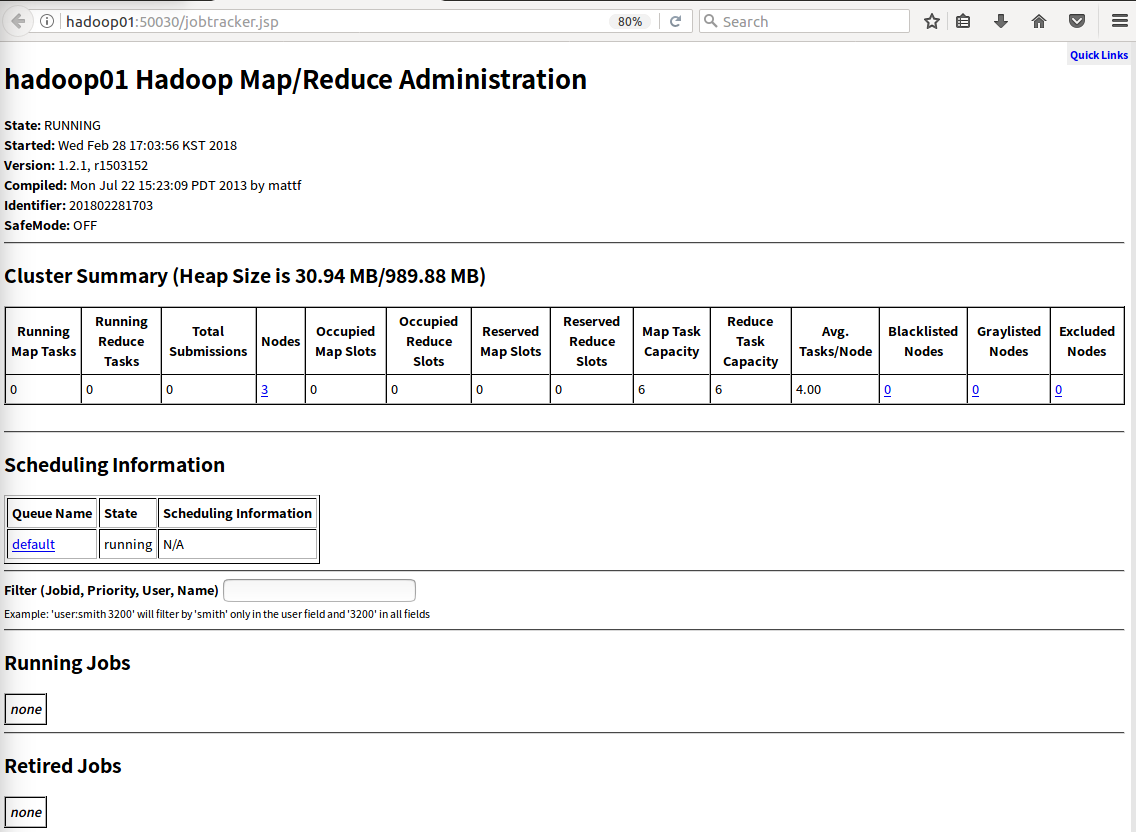 hadoop01:50030/jobtracker.jsp
80%
Search
Quick Links
hadoop01 Hadoop Map/Reduce Administration
State: RUNNING
Started: Wed Feb 28 17:03:56 KST 2018
Version: 1.2.1, r1503152
Compiled: Mon Jul 22 15:23:09 PDT 2013 by mattf
Identifier: 201802281703
SafeMode: OFF
Cluster Summary (Heap Size is 30.94 MB/989.88 MB)
Running Map Tasks Running Reduce Tasks Total Submissions Nodes Occupied Map Slots Occupied Reduce Slots Reserved Map Slots Reserved Reduce Slots Map Task Capacity Reduce Task Capacity Avg. Tasks/Node Blacklisted Nodes Graylisted Nodes Excluded Nodes
0 0 0 3 0 0 0 0 6 6 4.00 0 0 0
Scheduling Information
Queue Name State Scheduling Information
default running N/A
Filter (Jobid, Priority, User, Name)
Example: 'user:smith 3200' will filter by 'smith' only in the user field and '3200' in all fields
Running Jobs
none
Retired Jobs
none